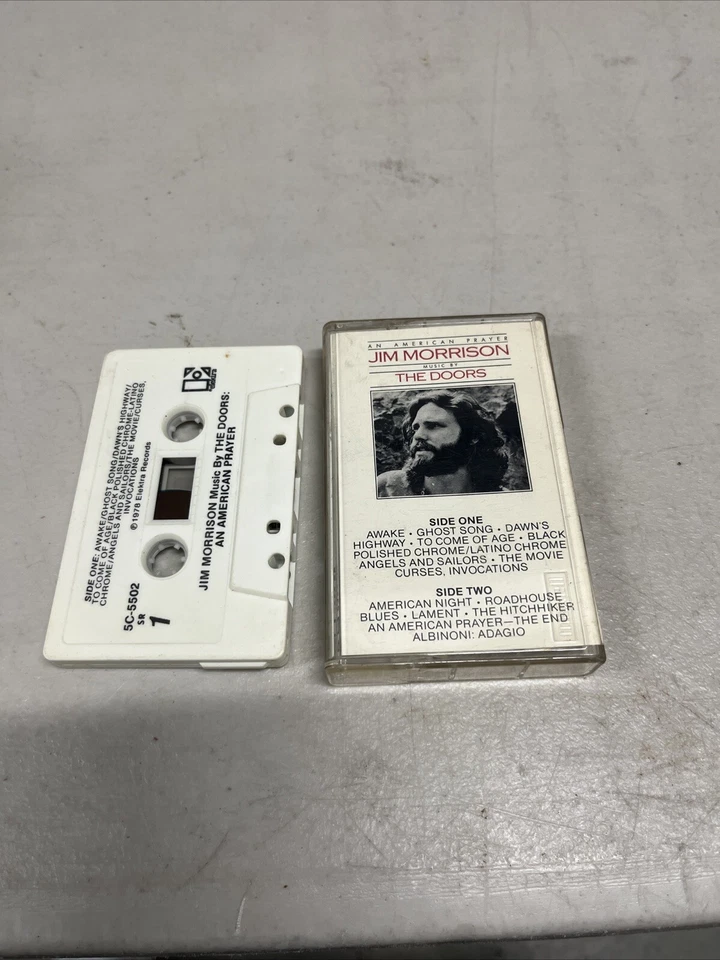 SIDE ONE: AWAKE/GHOST SONG/DAWN'S HIGHWAY/
TO COME OF AGE/BLACK POLISHED CHROME-LATINO
CHROME/ANGELS AND SAILORS/THE MOVIE/CURSES,
INVOCATIONS
℗1978 Elektra Records
5C-5502
SR
1
JIM MORRISON Music By THE DOORS:
AN AMERICAN PRAYER
AN AMERICAN PRAYER
JIM MORRISON
MUSIC BY
THE DOORS
SIDE ONE
AWAKE • GHOST SONG • DAWN'S
HIGHWAY • TO COME OF AGE • BLACK
POLISHED CHROME/LATINO CHROME
ANGELS AND SAILORS • THE MOVIE
CURSES, INVOCATIONS
SIDE TWO
AMERICAN NIGHT • ROADHOUSE
BLUES • LAMENT • THE HITCHHIKER
AN AMERICAN PRAYER—THE END
ALBINONI: ADAGIO